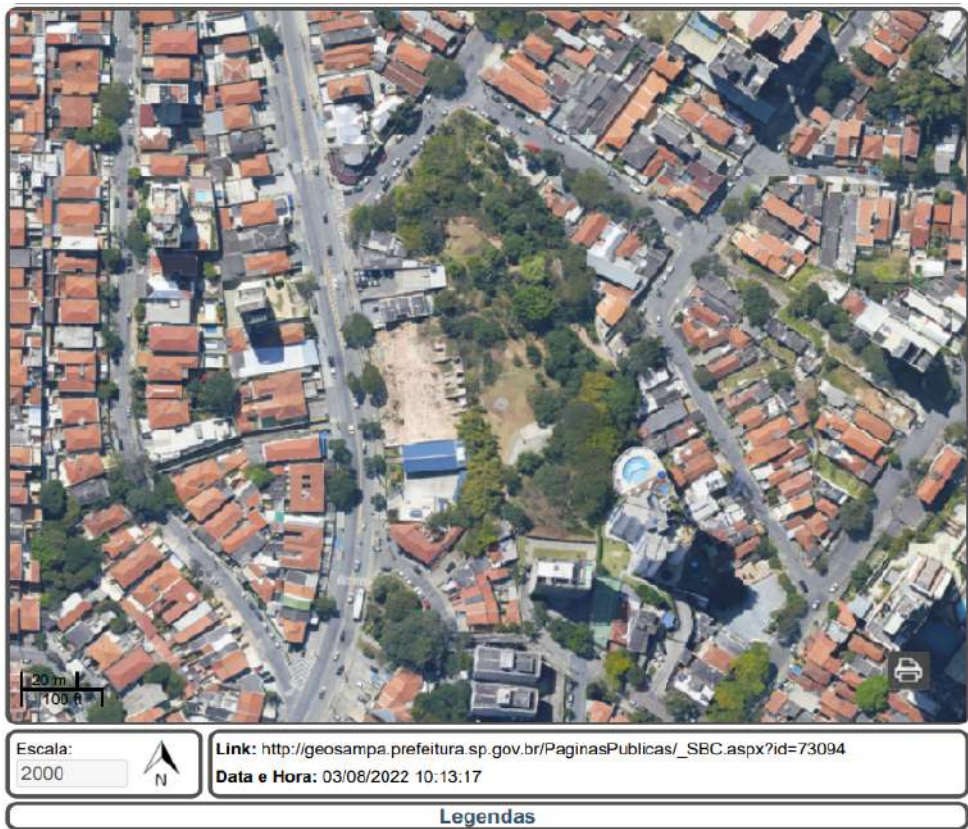 20 m
100 ft
Escala:
2000
N
Link: http://geosampa.prefeitura.sp.gov.br/PaginasPublicas/_SBC.aspx?id=73094
Data e Hora: 03/08/2022 10:13:17
Legendas